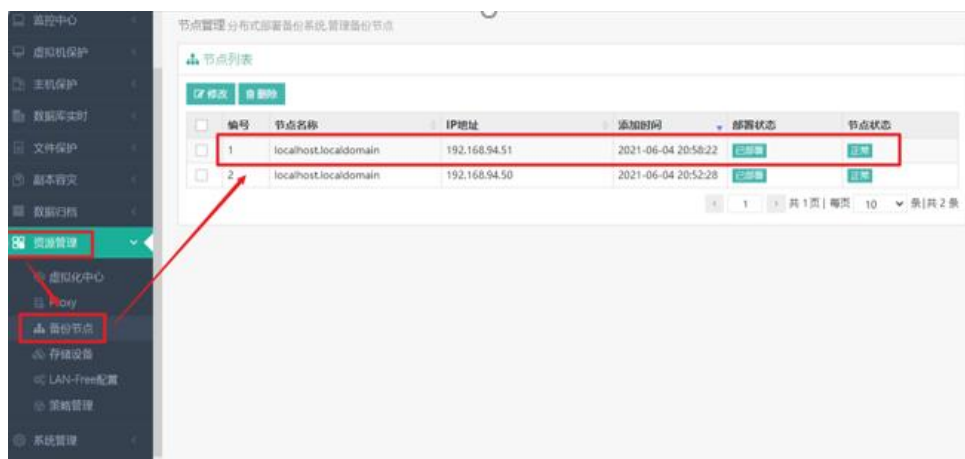 监控中心
虚拟机保护
主机保护
数据库实时
文件保护
副本容灾
数据归档
资源管理
虚拟化中心
Proxy
备份节点
存储设备
LAN-Free配置
策略管理
系统管理
节点管理 分布式部署备份系统,管理备份节点
节点列表
修改 删除
编号 节点名称 IP地址 添加时间 部署状态 节点状态
1 localhost.localdomain 192.168.94.51 2021-06-04 20:58:22 已部署 正常
2 localhost.localdomain 192.168.94.50 2021-06-04 20:52:28 已部署 正常
1 共1页|每页 10 条|共2条